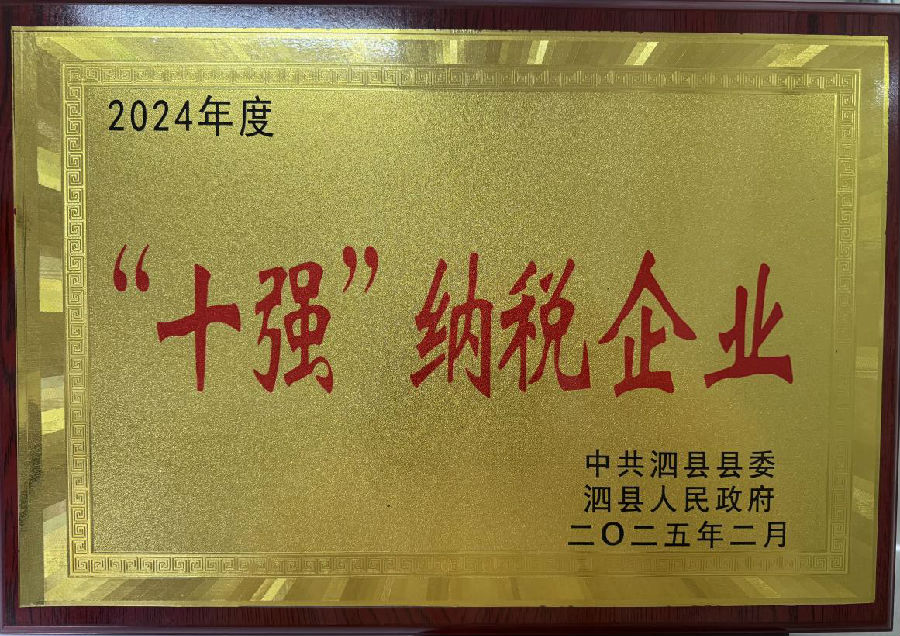 2024年度
“十强”纳税企业
中共泗县县委
泗县人民政府
二〇二五年二月